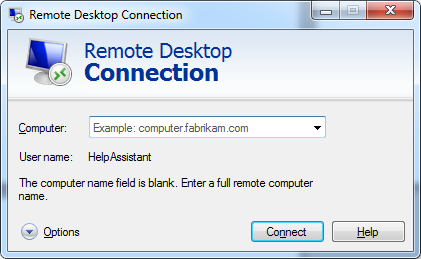 Remote Desktop Connection
Remote Desktop
Connection
Computer:
Example: computer.fabrikam.com
User name:
HelpAssistant
The computer name field is blank. Enter a full remote computer
name.
Options
Connect
Help